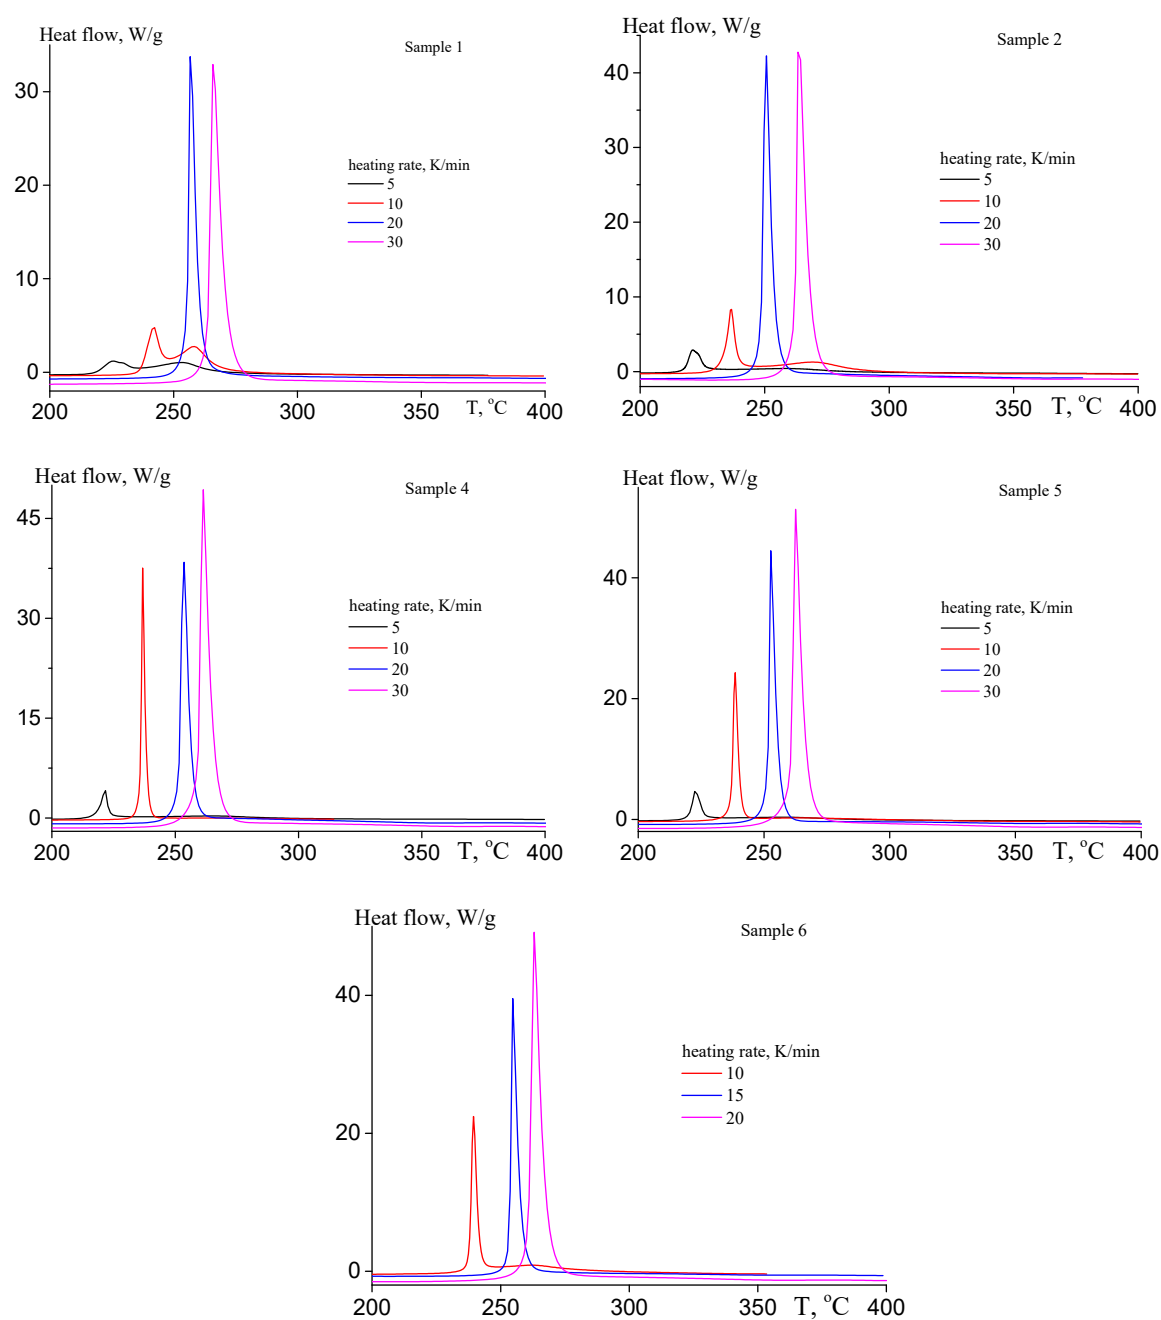 Heat flow, W/g
Sample 1
30
20
10
0
heating rate, K/min
5
10
20
30
200 250 300 350 400
T, °C
Heat flow, W/g
Sample 2
40
30
20
10
0
heating rate, K/min
5
10
20
30
200 250 300 350 T, °C 400
Heat flow, W/g
Sample 4
45
30
15
0
heating rate, K/min
5
10
20
30
200 250 300 350 400
T, °C
Heat flow, W/g
Sample 5
40
20
0
heating rate, K/min
5
10
20
30
200 250 300 350 400
T, °C
Heat flow, W/g
Sample 6
40
20
0
heating rate, K/min
10
15
20
200 250 300 350 T, °C 400